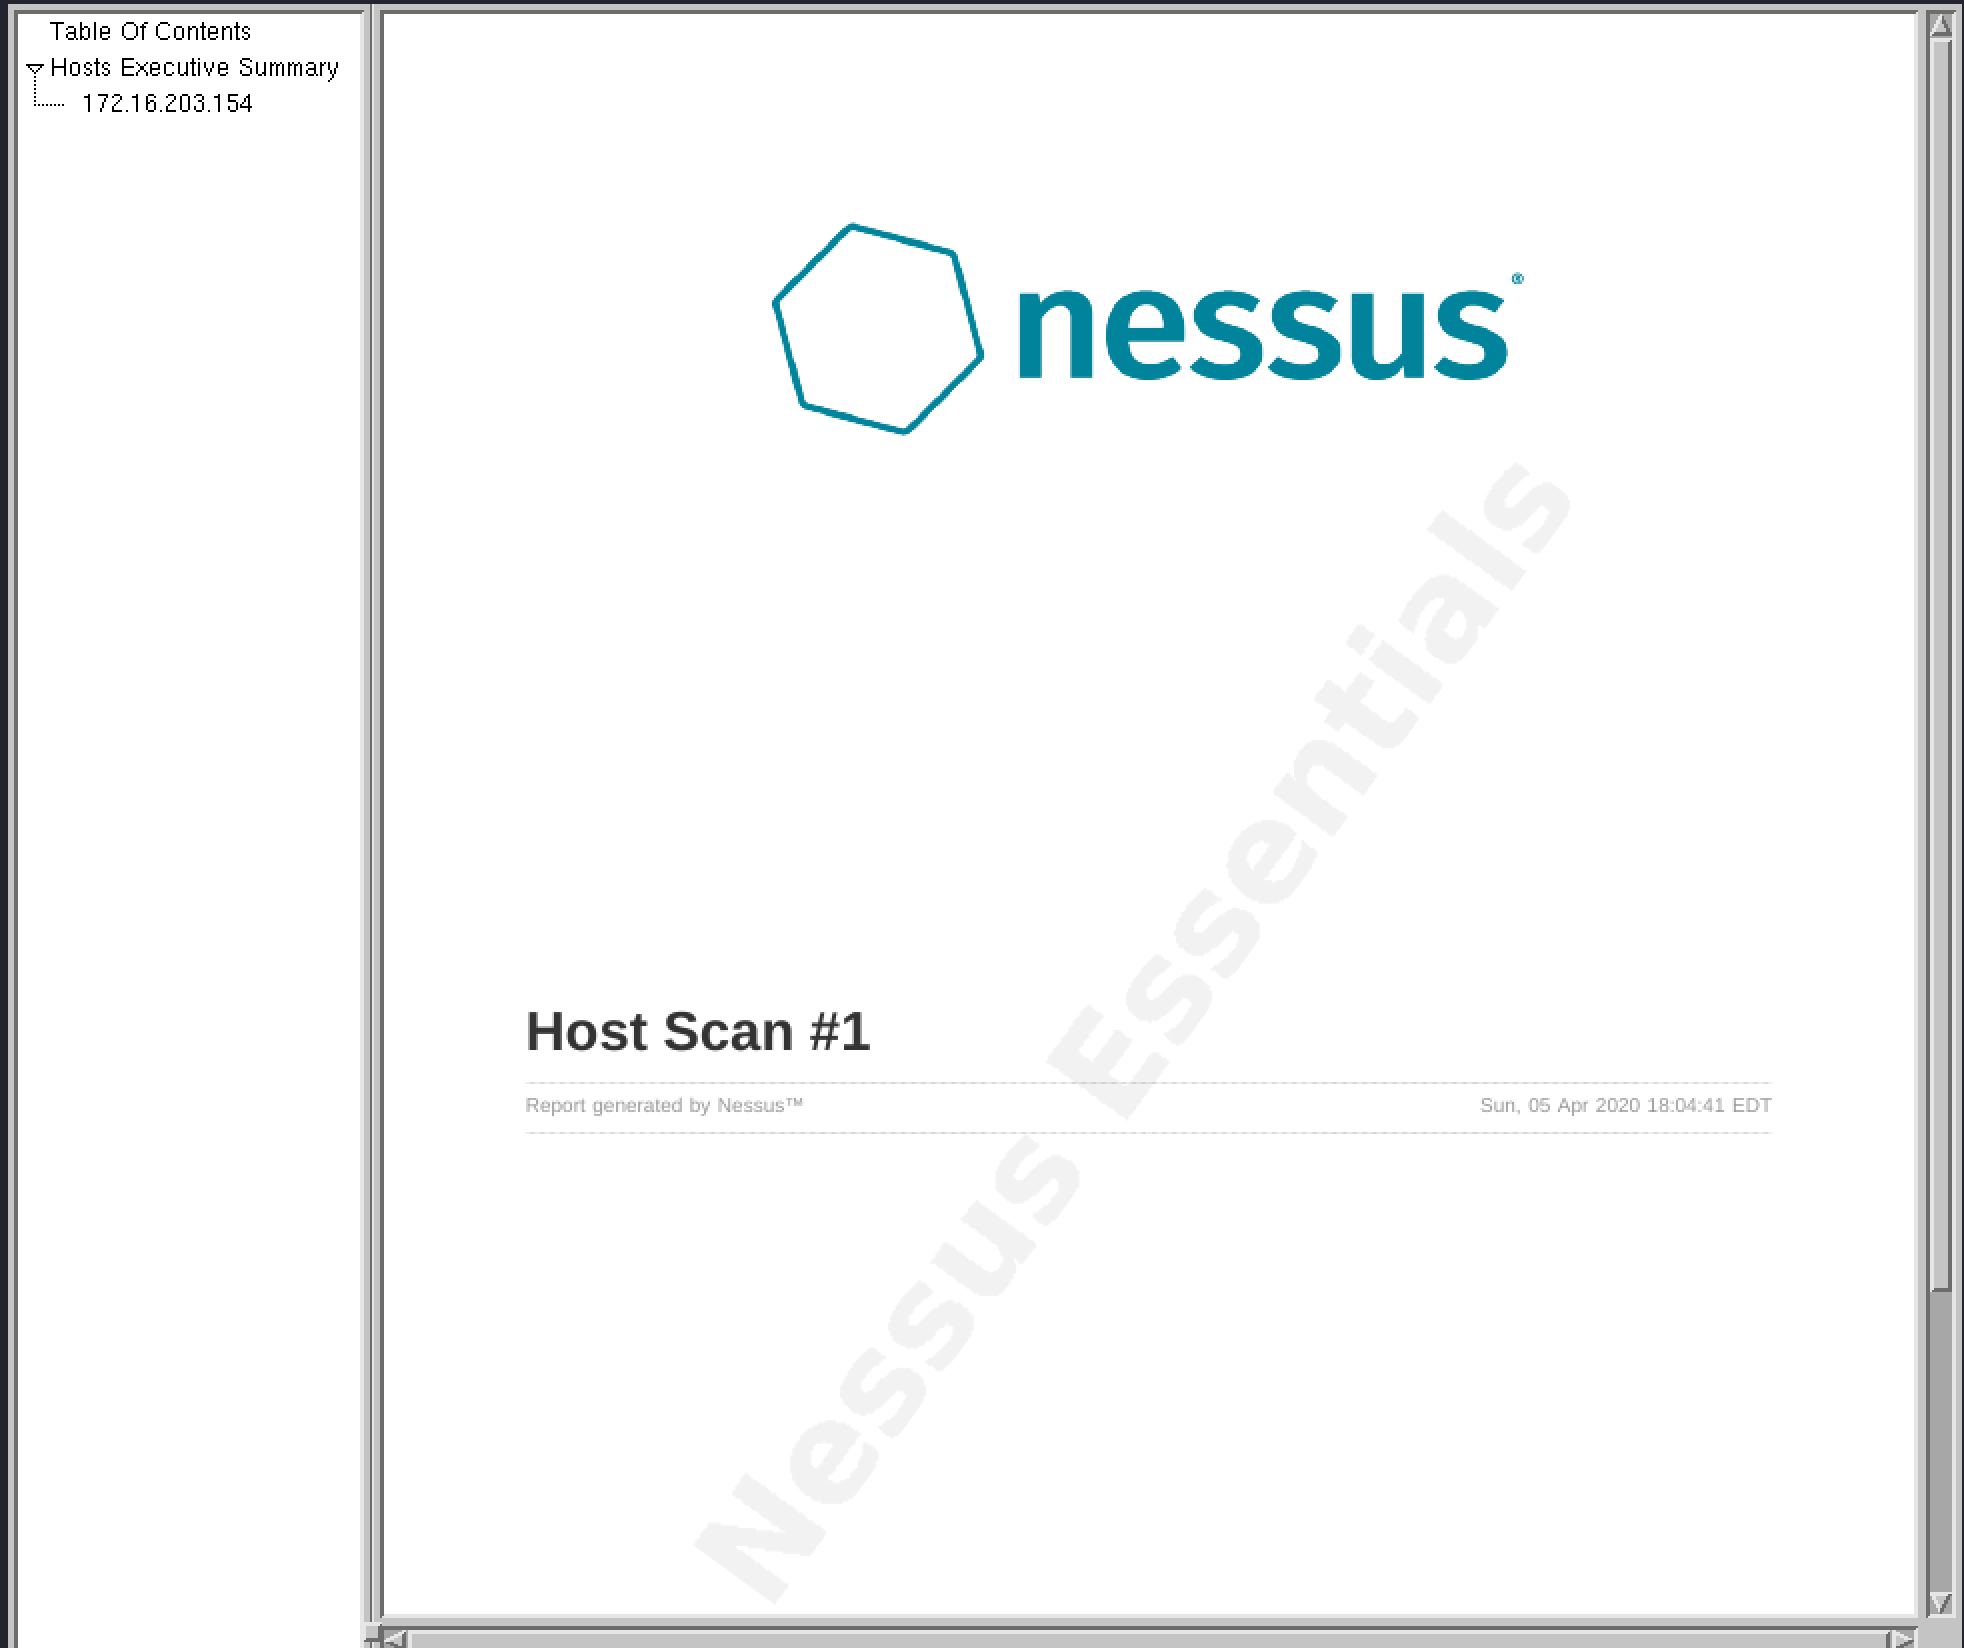 Table Of Contents
Hosts Executive Summary
172.16.203.154
nessus®
Host Scan #1
Report generated by Nessus™
Sun, 05 Apr 2020 18:04:41 EDT
Nessus Essentials